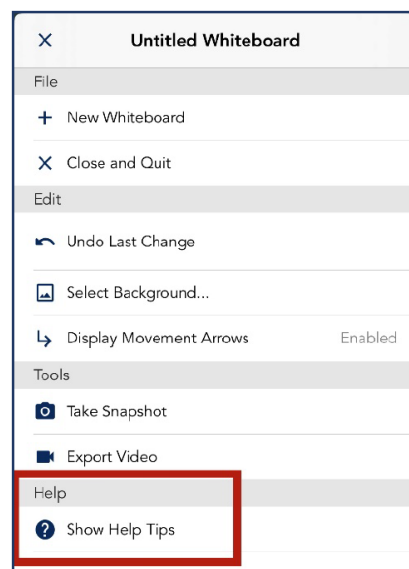 Untitled Whiteboard
File
New Whiteboard
Close and Quit
Edit
Undo Last Change
Select Background...
Display Movement Arrows Enabled
Tools
Take Snapshot
Export Video
Help
Show Help Tips